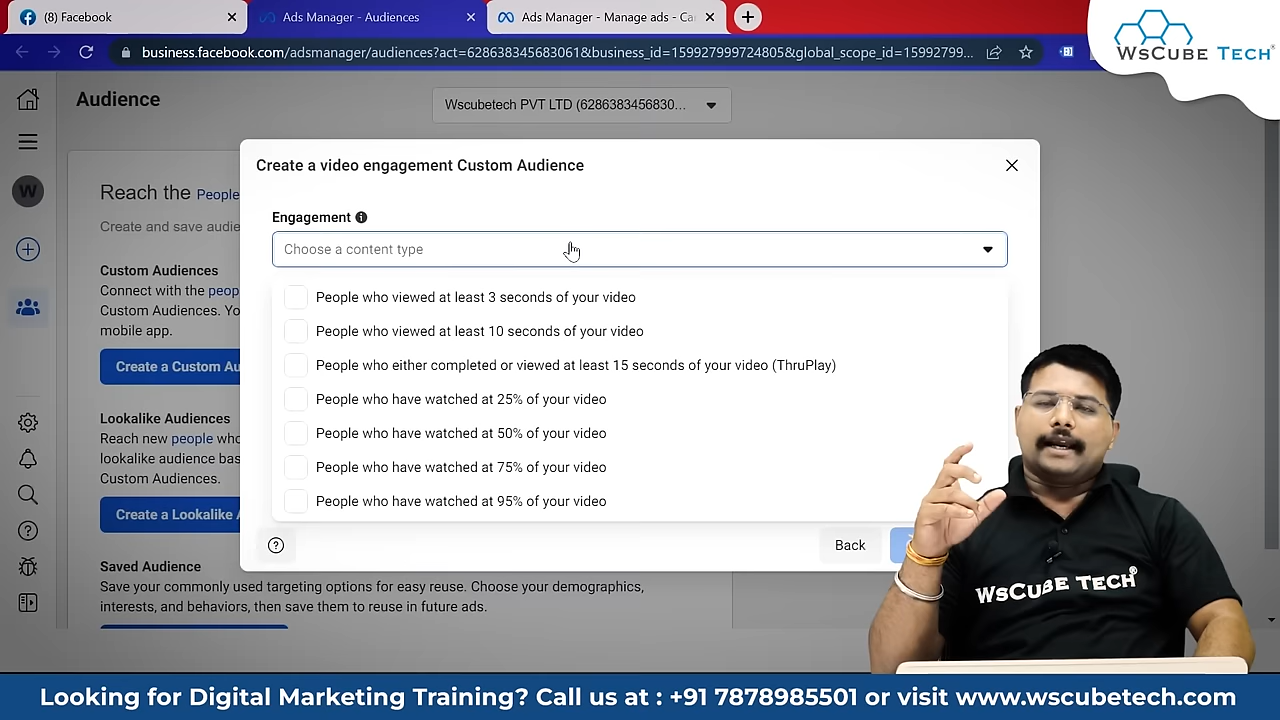 (8) Facebook
Ads Manager - Audiences
Ads Manager - Manage ads - Ca
business.facebook.com/adsmanager/audiences?act=628638345683061&business_id=159927999724805&global_scope_id=15992799...
WsCube Tech®
Audience
Wscubetech PVT LTD (6286383456830...
W
Reach the People
Create and save audie
Custom Audiences
Connect with the peop
Custom Audiences. Yo
mobile app.
Create a Custom Au
Lookalike Audiences
Reach new people who
lookalike audience bas
Custom Audiences.
Create a Lookalike A
Saved Audience
Save your commonly used targeting options for easy reuse. Choose your demographics,
interests, and behaviors, then save them to reuse in future ads.
Create a video engagement Custom Audience
Engagement
Choose a content type
People who viewed at least 3 seconds of your video
People who viewed at least 10 seconds of your video
People who either completed or viewed at least 15 seconds of your video (ThruPlay)
People who have watched at 25% of your video
People who have watched at 50% of your video
People who have watched at 75% of your video
People who have watched at 95% of your video
Back
WsCube Tech®
Looking for Digital Marketing Training? Call us at : +91 7878985501 or visit www.wscubetech.com